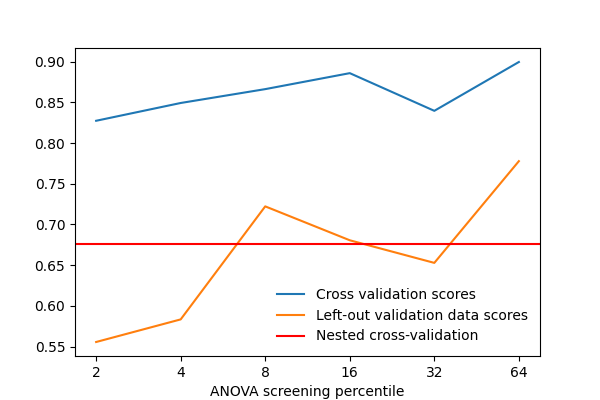 0.90
0.85
0.80
0.75
0.70
0.65
0.60
0.55
Cross validation scores
Left-out validation data scores
Nested cross-validation
2 4 8 16 32 64
ANOVA screening percentile